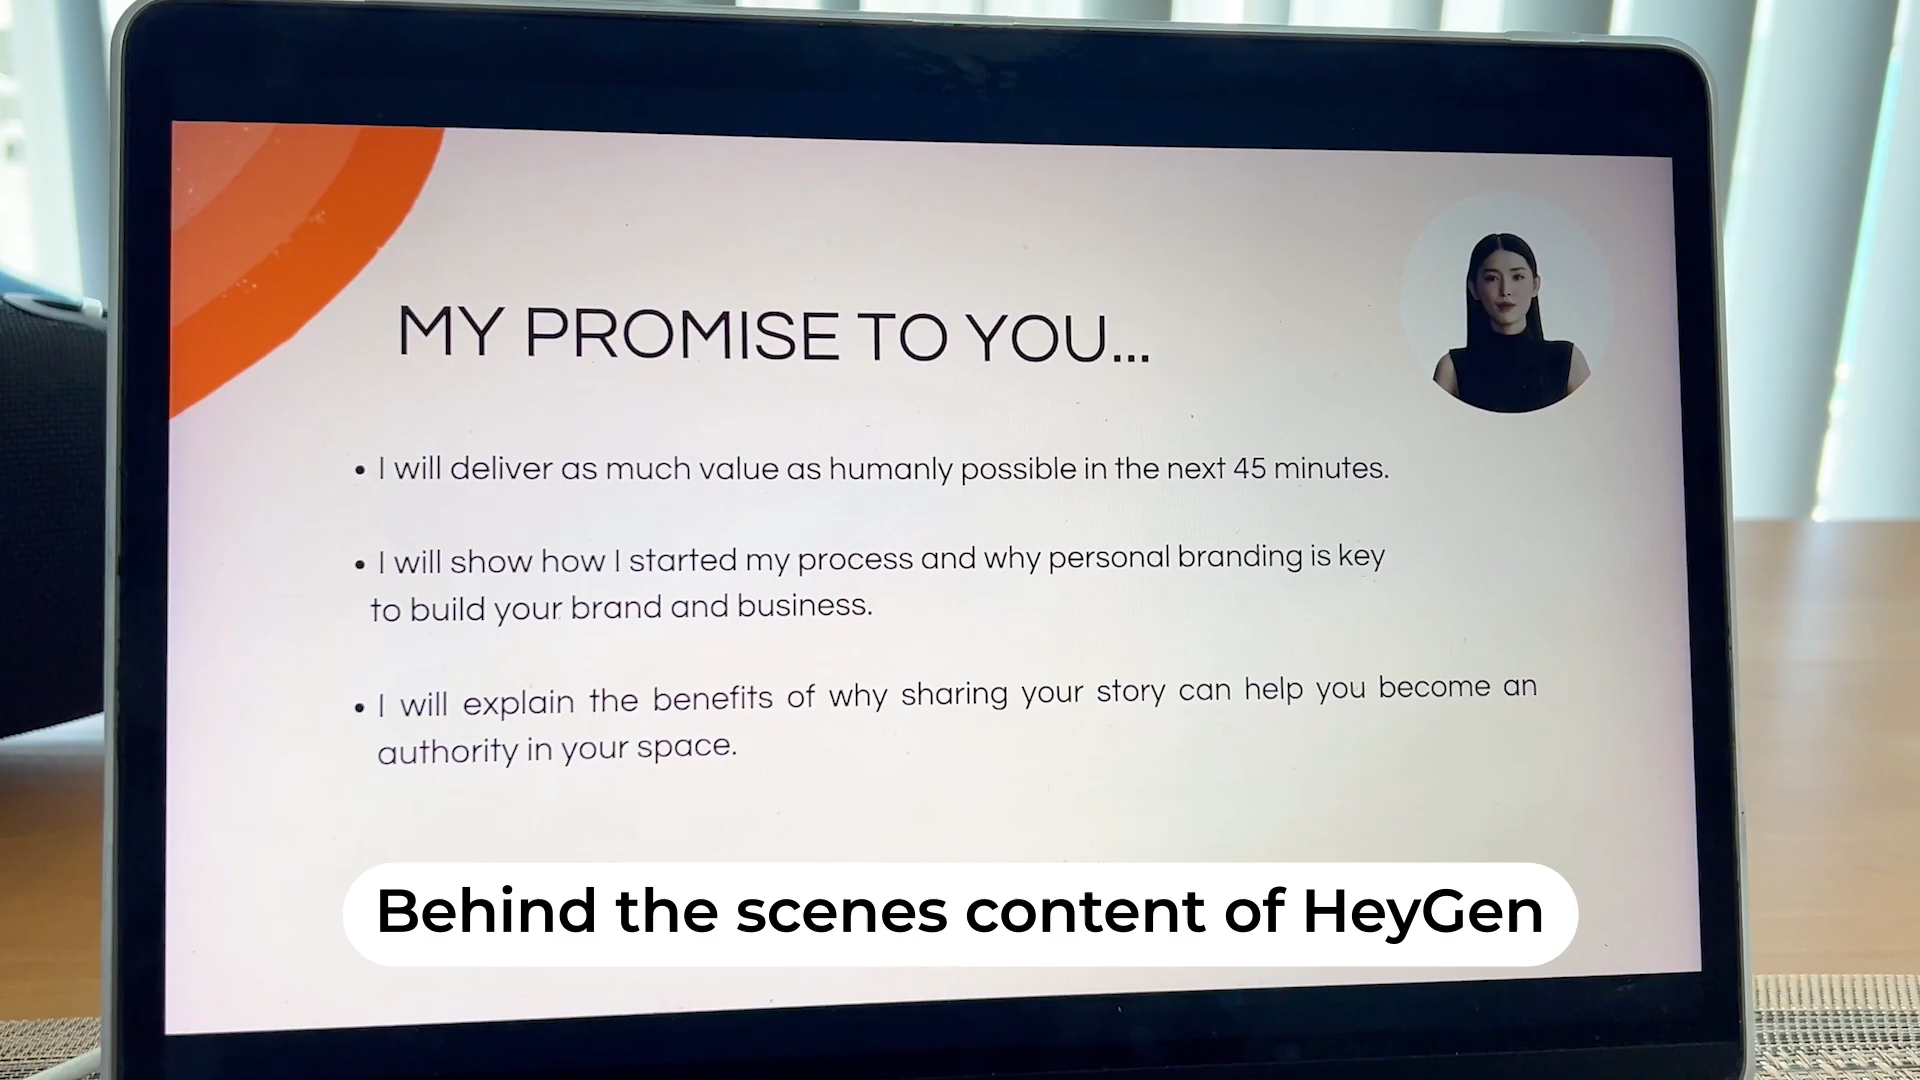 MY PROMISE TO YOU...
• I will deliver as much value as humanly possible in the next 45 minutes.
• I will show how I started my process and why personal branding is key
to build your brand and business.
• I will explain the benefits of why sharing your story can help you become an
authority in your space.
Behind the scenes content of HeyGen